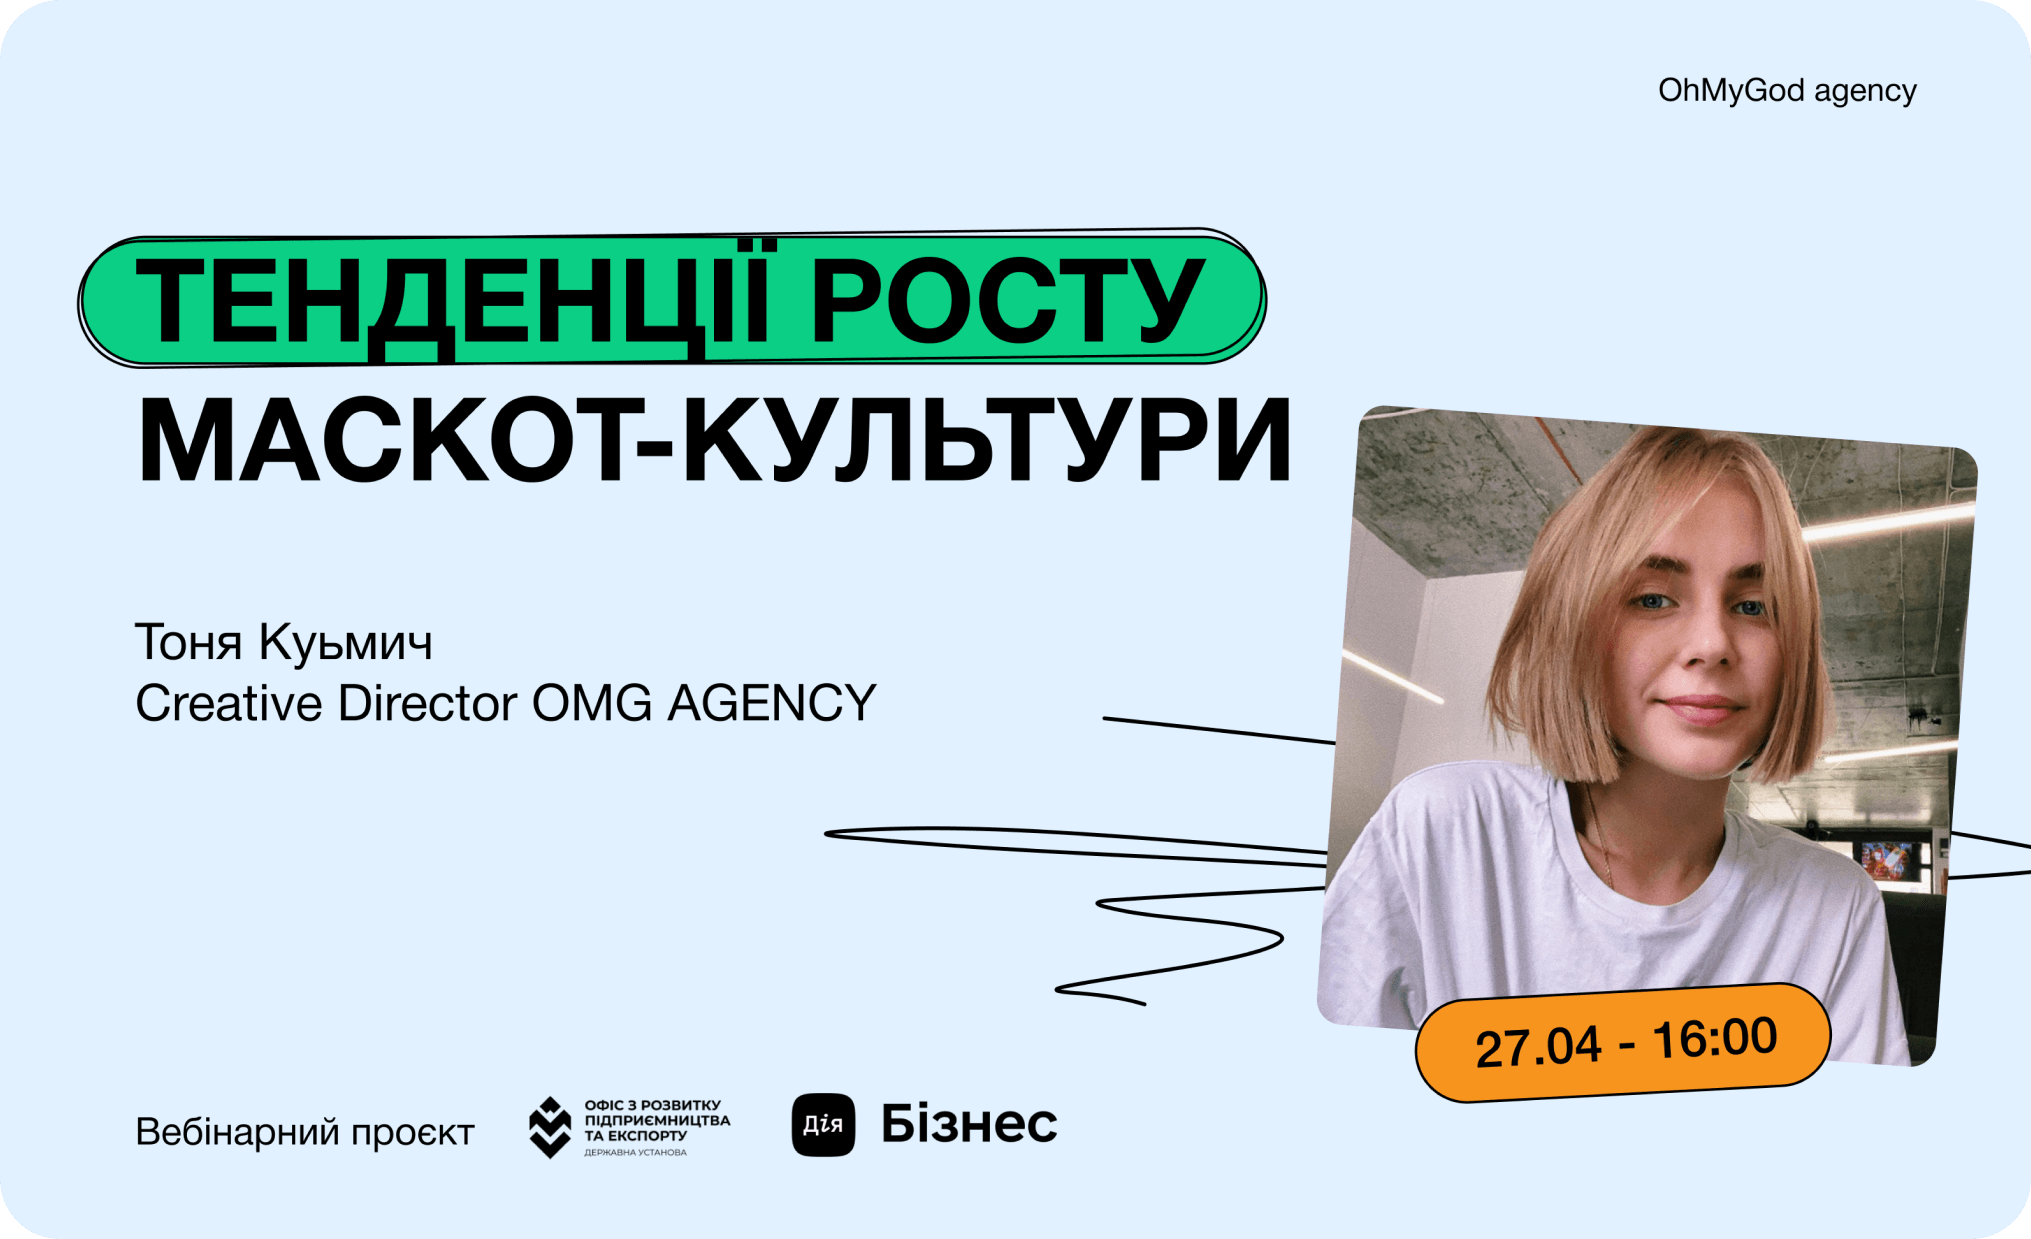 OhMyGod agency
ТЕНДЕНЦІЇ РОСТУ
МАСКОТ-КУЛЬТУРИ
Тоня Куьмич
Creative Director OMG AGENCY
27.04 - 16:00
Вебінарний проєкт
ОФІС З РОЗВИТКУ
ПІДПРИЄМНИЦТВА
ТА ЕКСПОРТУ
ДЕРЖАВНА УСТАНОВА
Дія
Бізнес